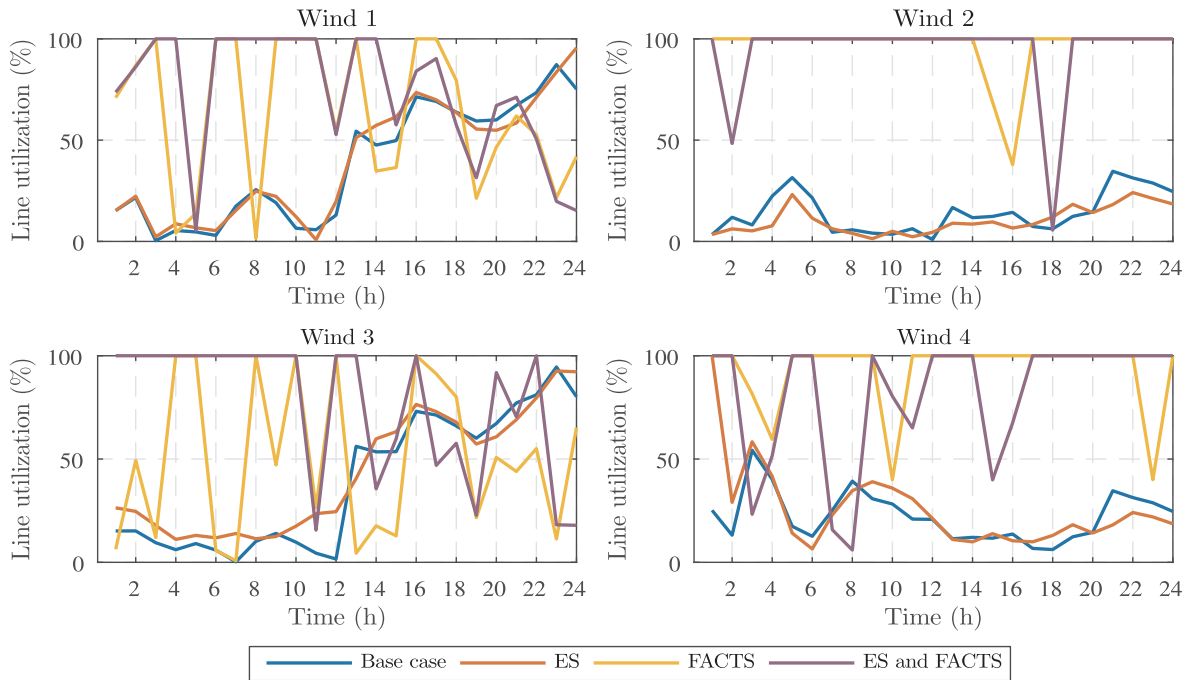 Wind 1
Line utilization (%)
100
50
0
2 4 6 8 10 12 14 16 18 20 22 24
Time (h)
Wind 2
Line utilization (%)
100
50
0
2 4 6 8 10 12 14 16 18 20 22 24
Time (h)
Wind 3
Line utilization (%)
100
50
0
2 4 6 8 10 12 14 16 18 20 22 24
Time (h)
Wind 4
Line utilization (%)
100
50
0
2 4 6 8 10 12 14 16 18 20 22 24
Time (h)
Base case ES FACTS ES and FACTS